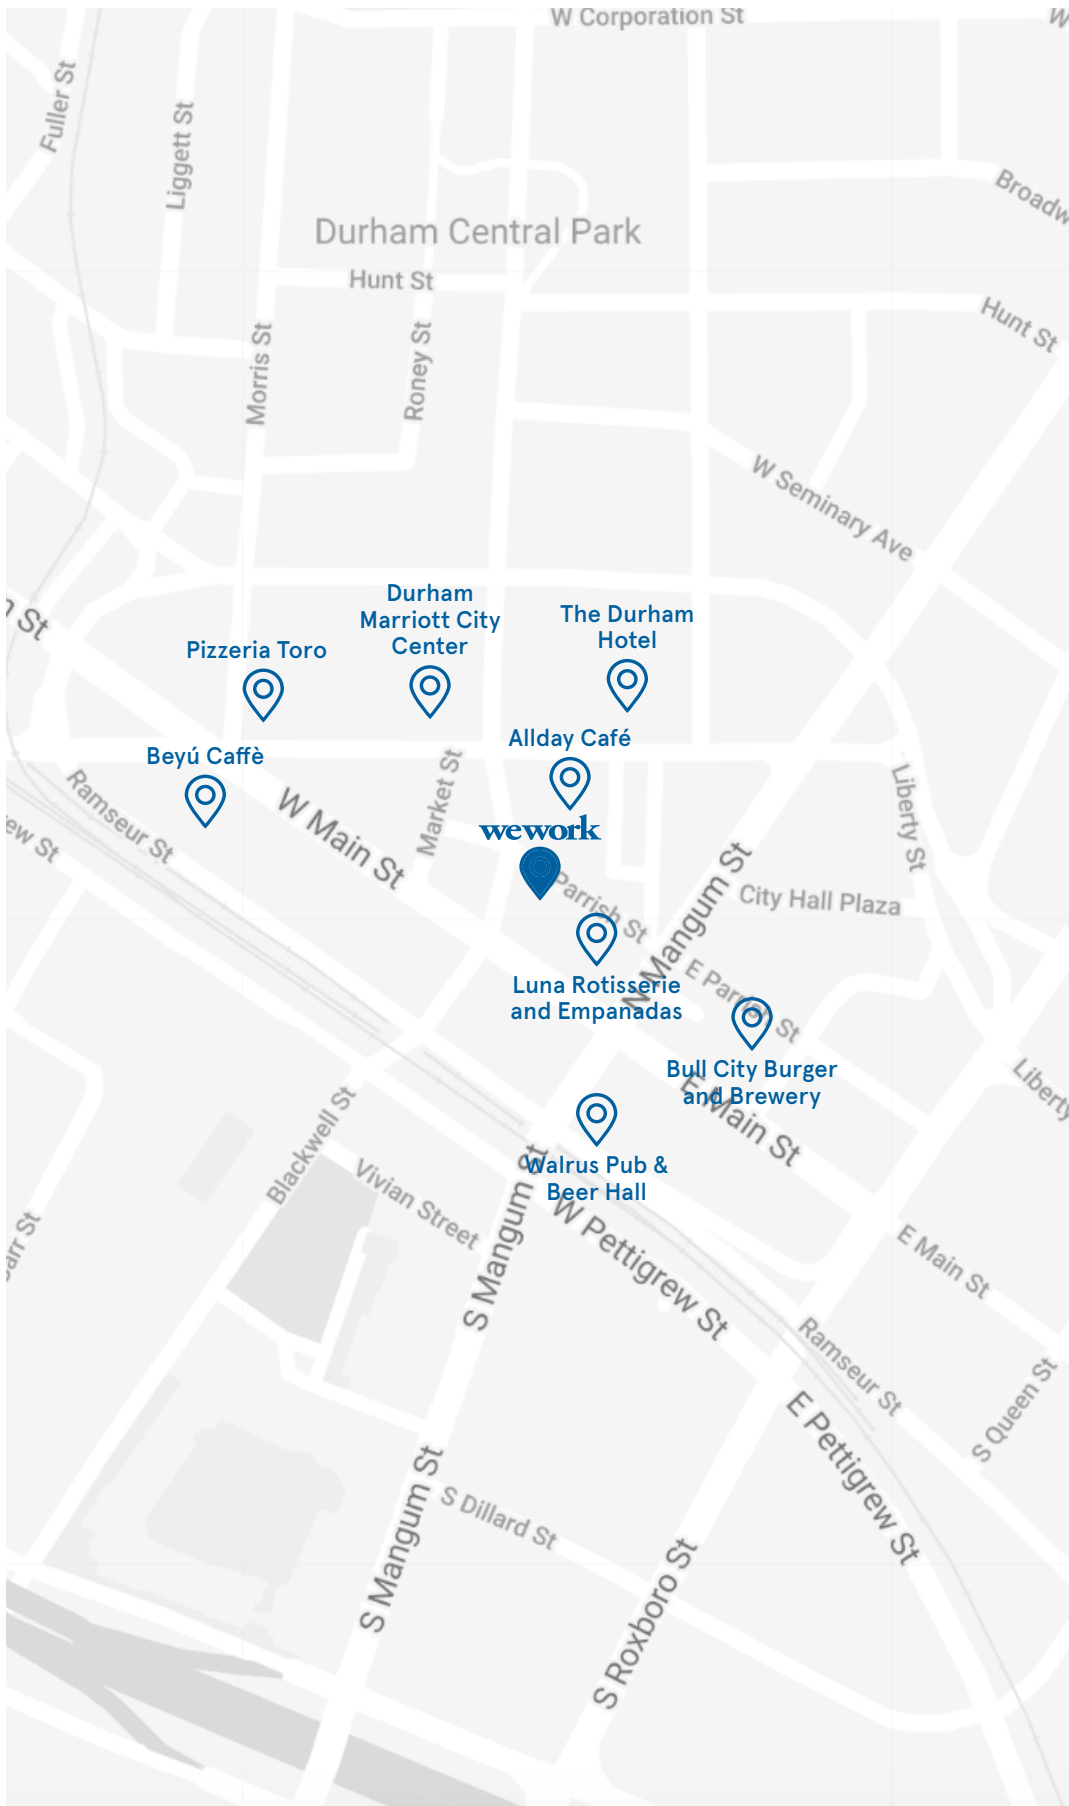 W Corporation St
W
Fuller St
Liggett St
Broadw
Durham Central Park
Hunt St
Hunt St
Morris St
Roney St
W Seminary Ave
n St
Durham
Marriott City
Center
The Durham
Hotel
Pizzeria Toro
Allday Café
Beyú Caffè
Market St
Liberty St
Ramseur St
W Main St
wework
ew St
Parrish St
City Hall Plaza
N Mangum St
Luna Rotisserie
and Empanadas
E Parrish St
Bull City Burger
and Brewery
E Main St
Liberty
Blackwell St
Walrus Pub &
Beer Hall
Vivian Street
S Mangum St
W Pettigrew St
arr St
E Main St
Ramseur St
S Queen St
E Pettigrew St
S Mangum St
S Dillard St
S Roxboro St